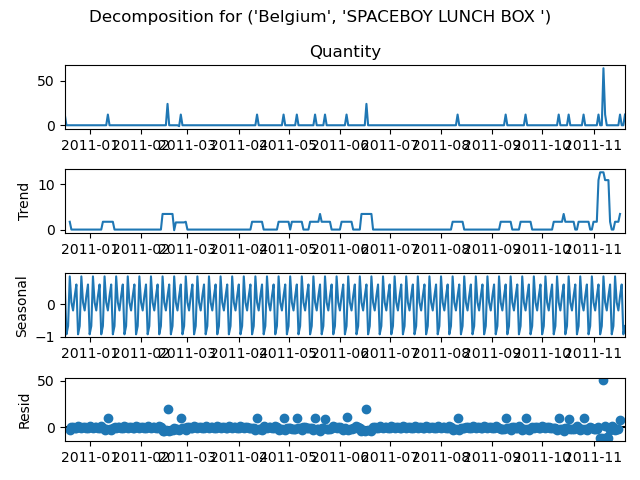 Decomposition for ('Belgium', 'SPACEBOY LUNCH BOX ')
Quantity
50
0
2011-01 2011-02 2011-03 2011-04 2011-05 2011-06 2011-07 2011-08 2011-09 2011-10 2011-11
Trend
10
0
2011-01 2011-02 2011-03 2011-04 2011-05 2011-06 2011-07 2011-08 2011-09 2011-10 2011-11
Seasonal
0
−1
2011-01 2011-02 2011-03 2011-04 2011-05 2011-06 2011-07 2011-08 2011-09 2011-10 2011-11
Resid
50
0
2011-01 2011-02 2011-03 2011-04 2011-05 2011-06 2011-07 2011-08 2011-09 2011-10 2011-11